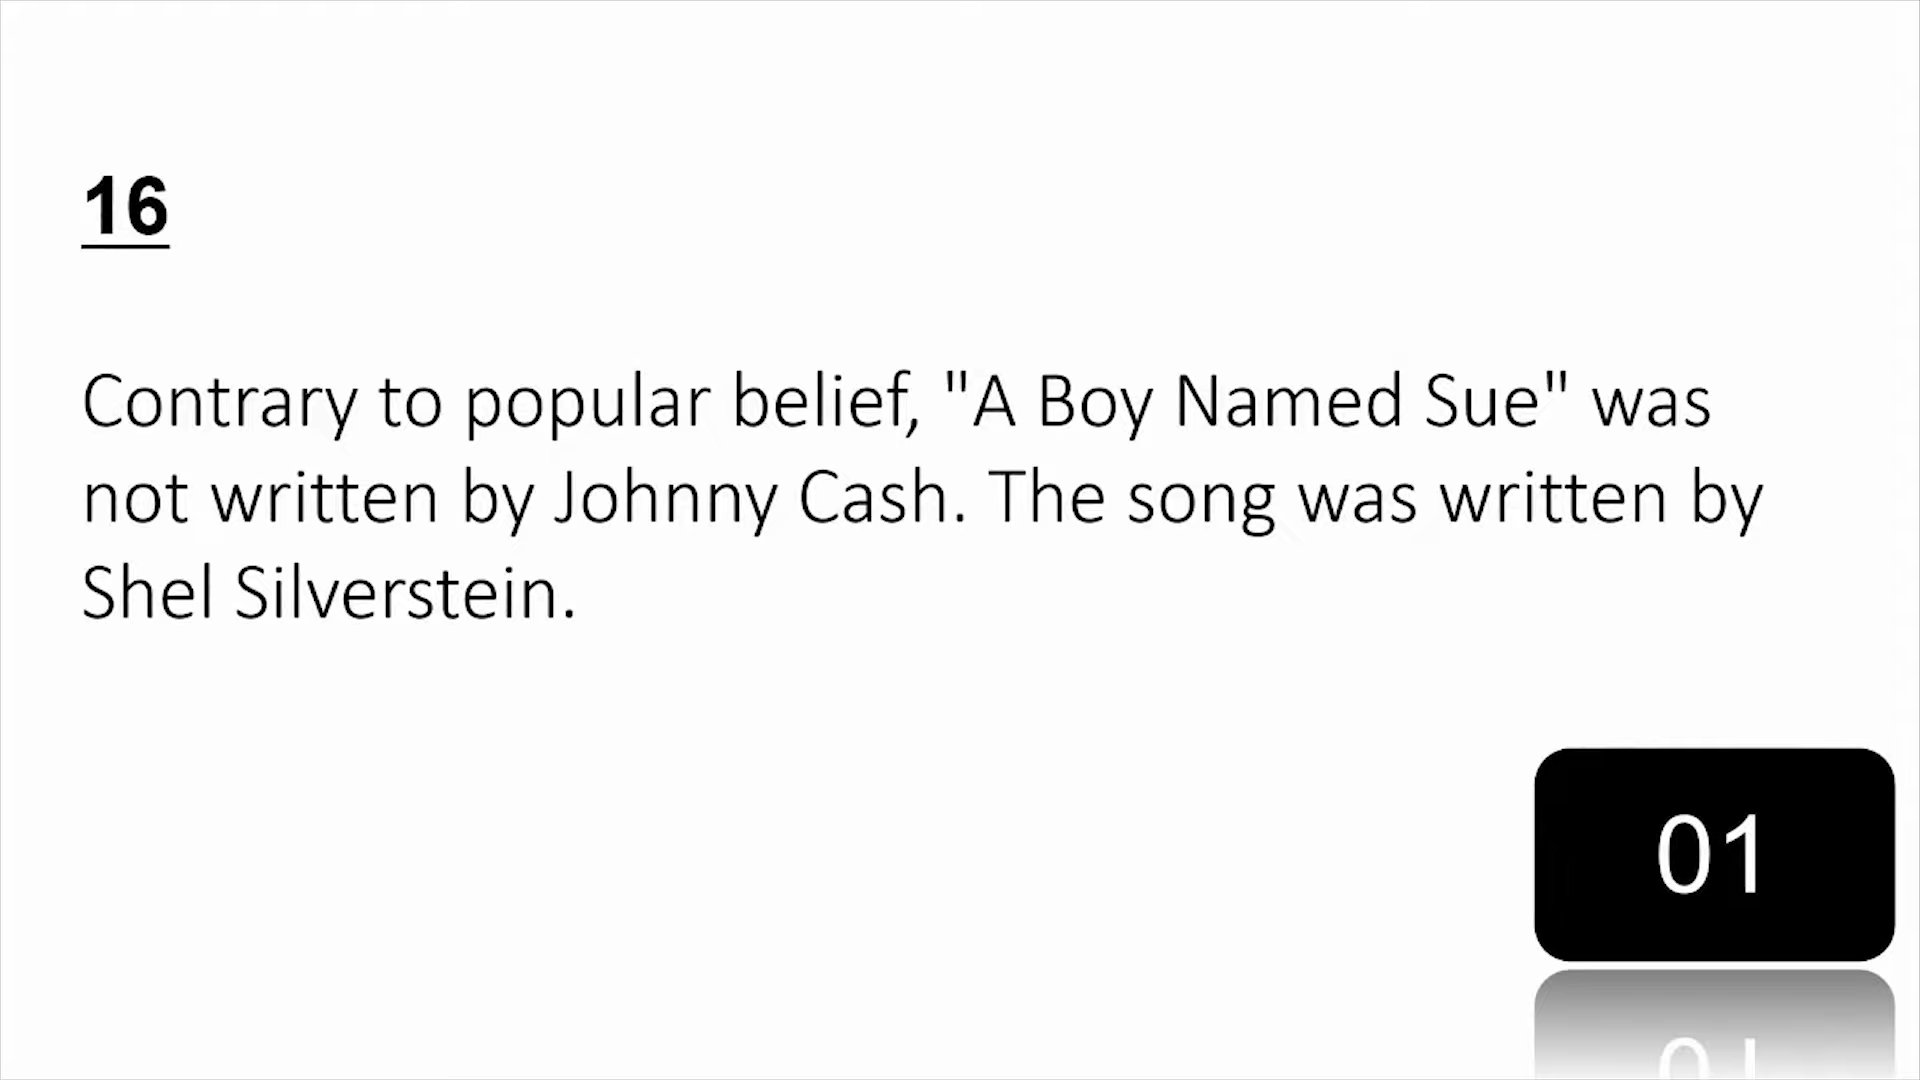 16
Contrary to popular belief, "A Boy Named Sue" was
not written by Johnny Cash. The song was written by
Shel Silverstein.
01